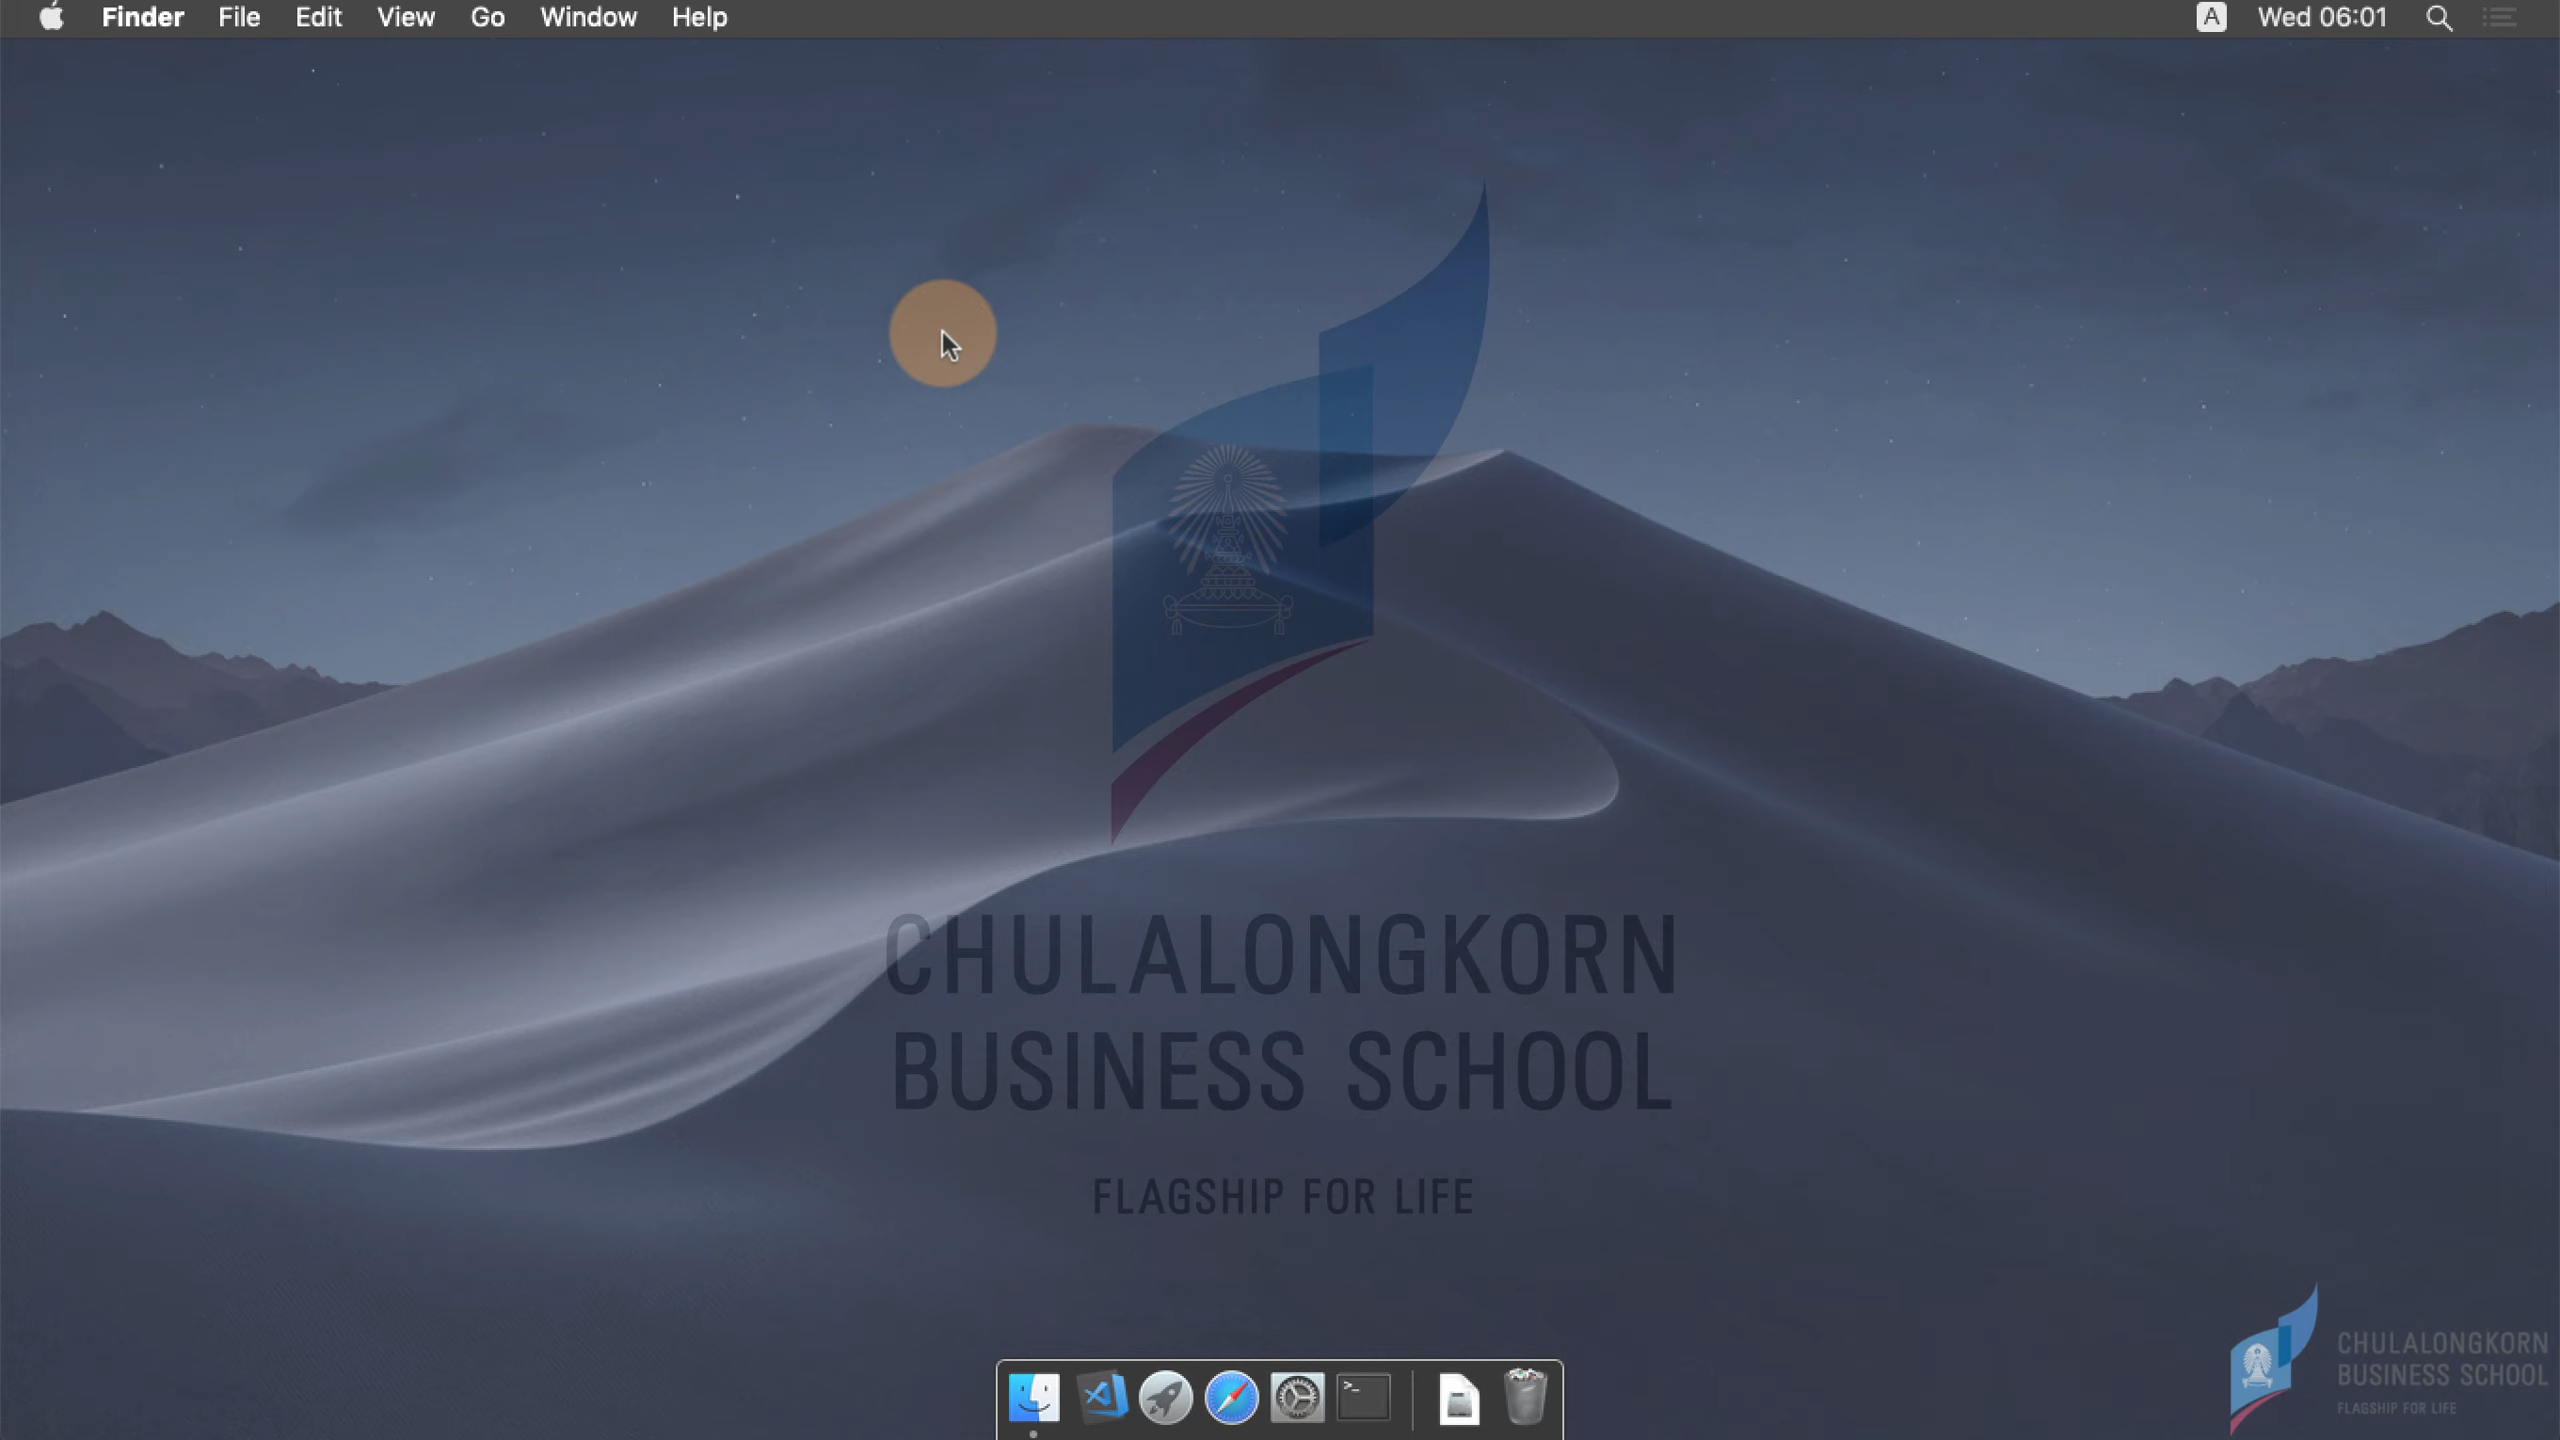 Finder File Edit View Go Window Help A Wed 06:01
CHULALONGKORN
BUSINESS SCHOOL
FLAGSHIP FOR LIFE
>_
CHULALONGKORN
BUSINESS SCHOOL
FLAGSHIP FOR LIFE